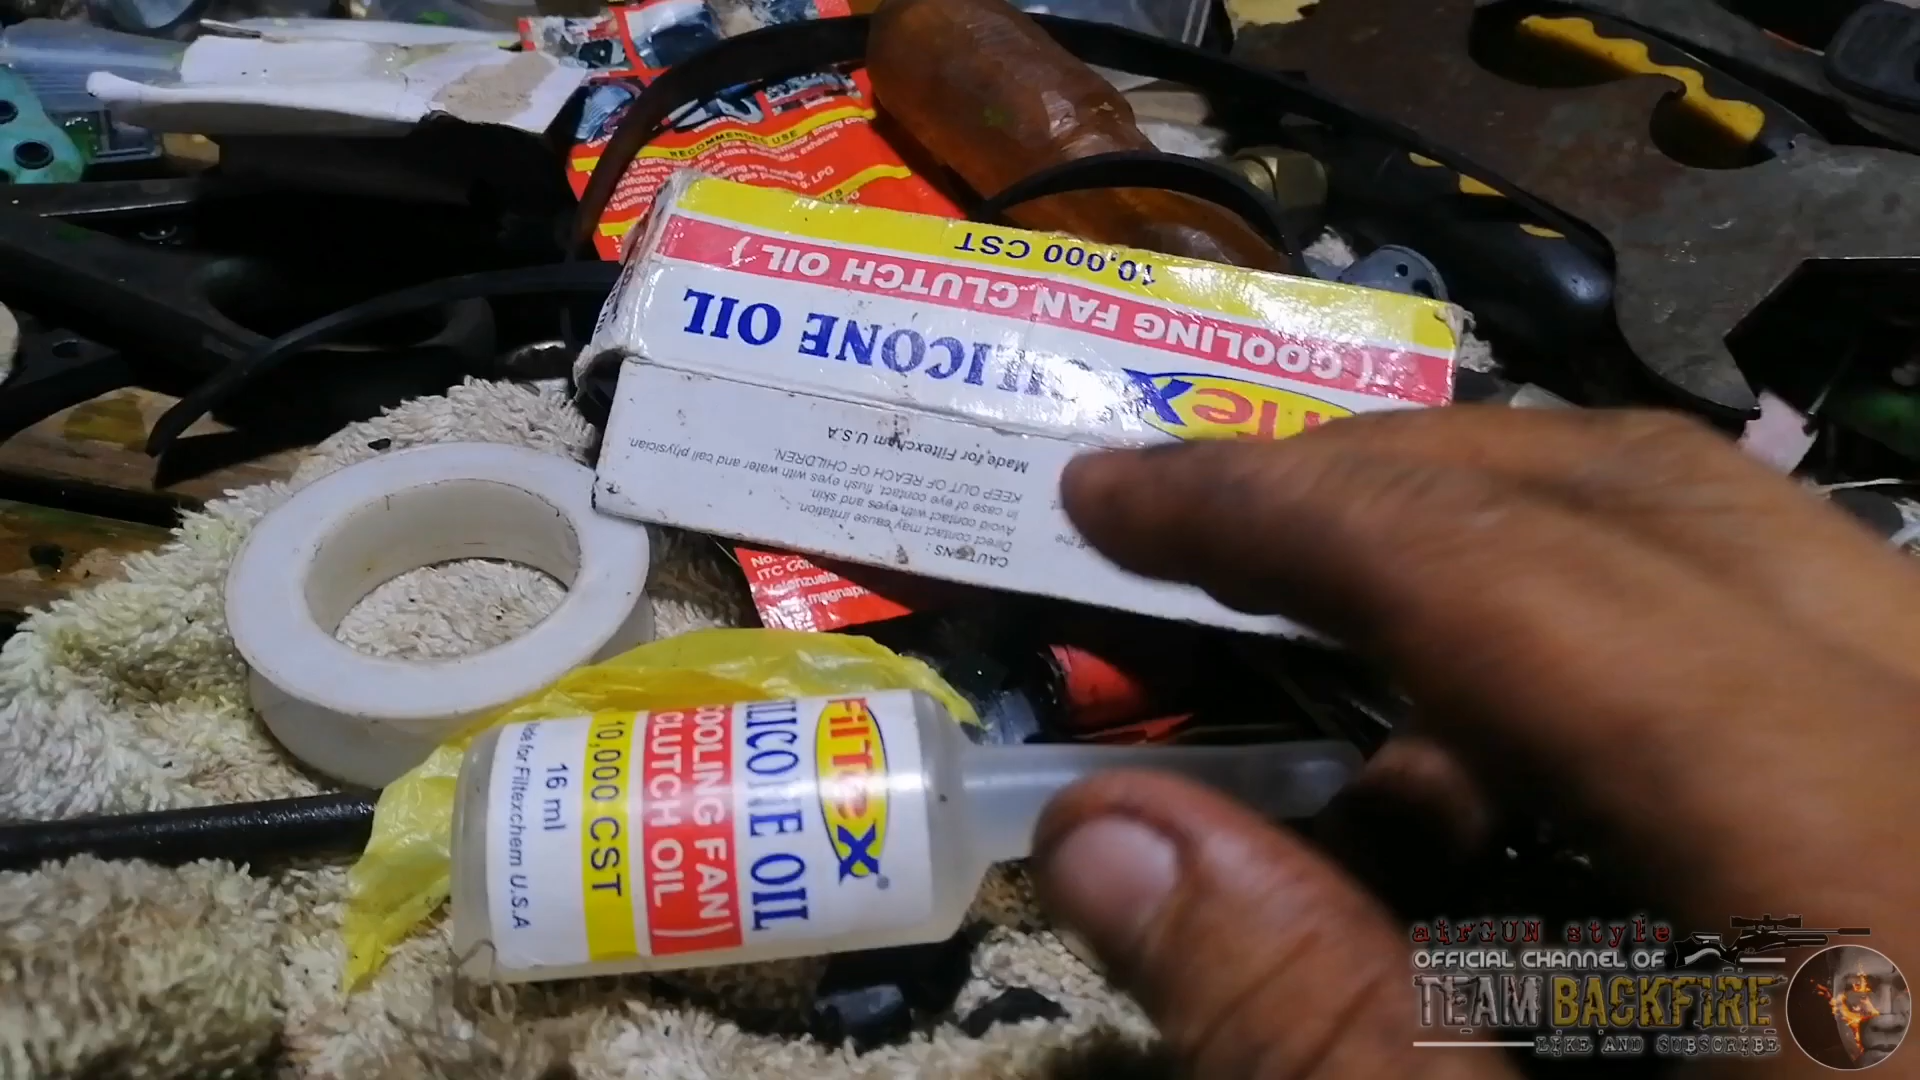 RECOMMENDED USE
10,000 CST
( COOLING FAN CLUTCH OIL )
SILICONE OIL
Made for Filtexchem U.S.A
KEEP OUT OF REACH OF CHILDREN.
in case of eye contact, flush eyes with water and call physician.
Avoid contact with eyes and skin.
Direct contact may cause irritation.
CAUTIONS :
ITC
Valenzuela
FilTex®
SILICONE OIL
COOLING FAN )
CLUTCH OIL
10,000 CST
16 ml
for Filtexchem U.S.A
airGUN style
OFFICIAL CHANNEL OF
TEAM BACKFIRE
LIKE AND SUBSCRIBE